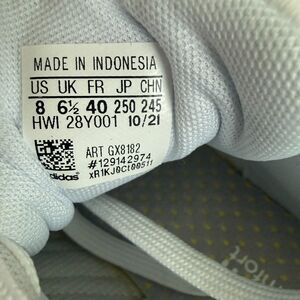 MADE IN INDONESIA
US UK FR JP CHN
8 6½ 40 250 245
HWI 28Y001 10/21
ART GX8182
#129142974
xR1KJ0Ct00511
adidas